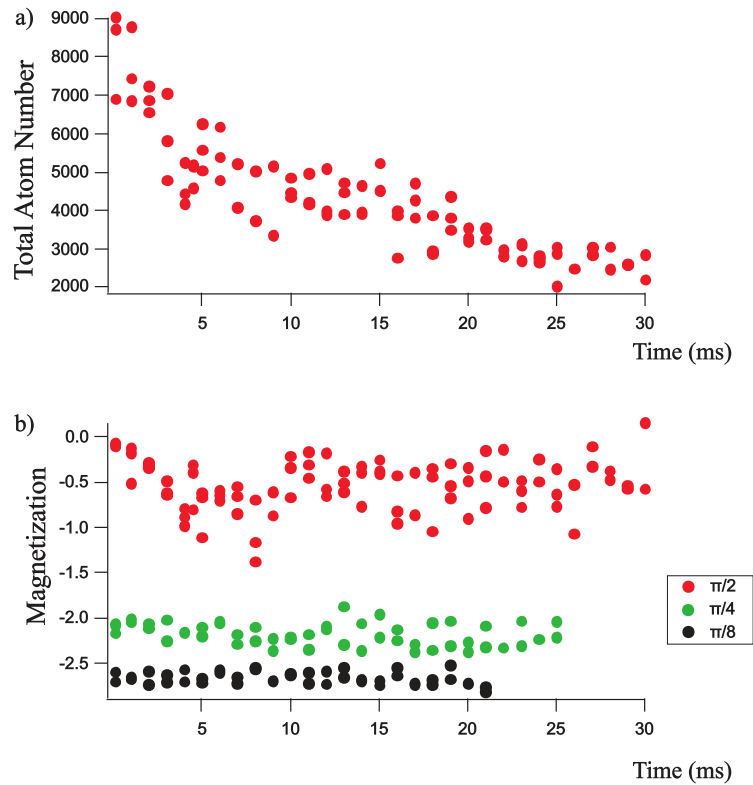 a)
Total Atom Number
9000
8000
7000
6000
5000
4000
3000
2000
5 10 15 20 25 30
Time (ms)
b)
Magnetization
0.0
-0.5
-1.0
-1.5
-2.0
-2.5
π/2
π/4
π/8
5 10 15 20 25 30
Time (ms)